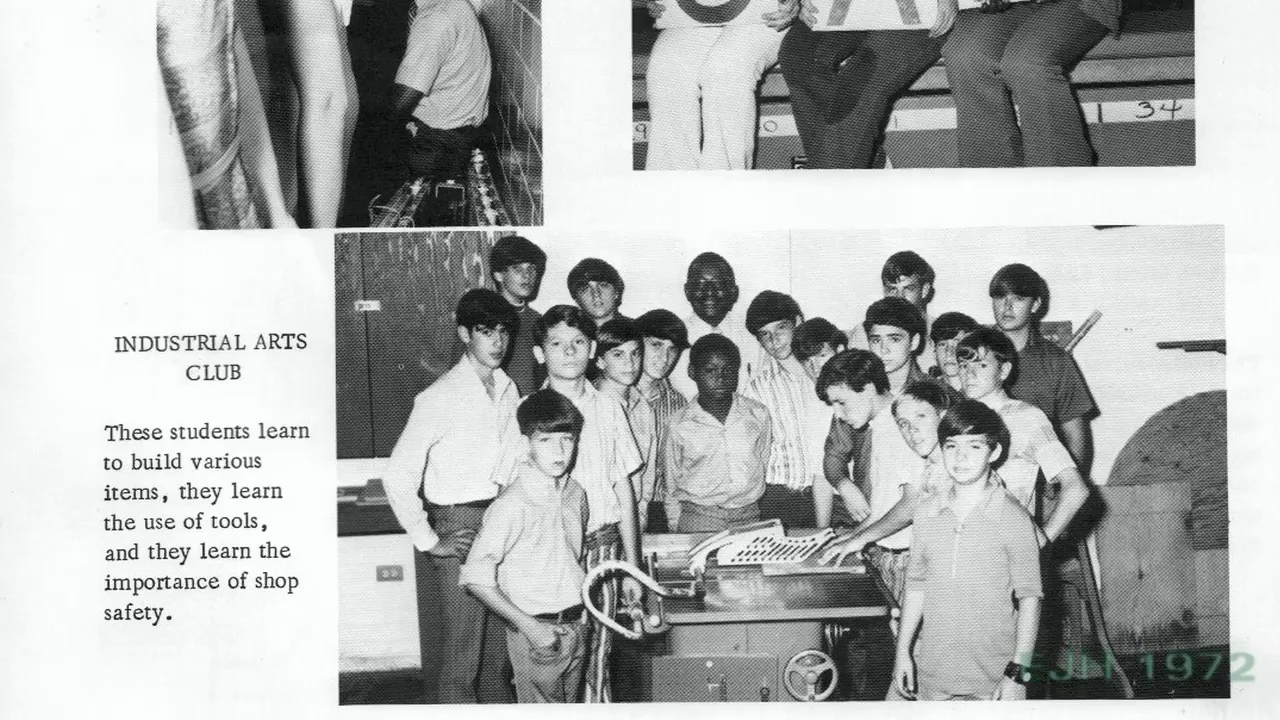 34
INDUSTRIAL ARTS
CLUB
These students learn
to build various
items, they learn
the use of tools,
and they learn the
importance of shop
safety.
FJH 1972